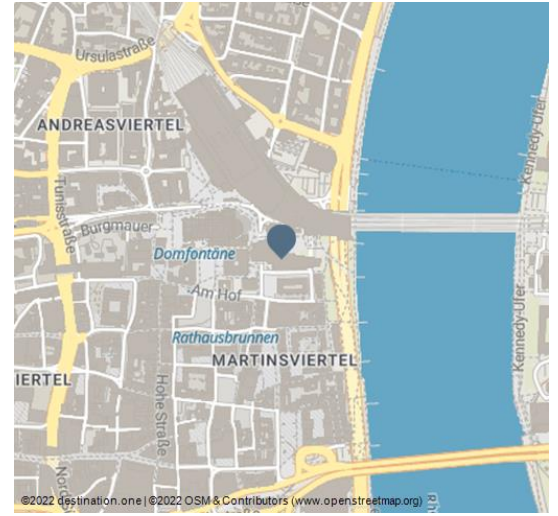 Ursulastraße
ANDREASVIERTEL
Tunisstraße
Burgmauer
Domfontäne
Am Hof
Rathausbrunnen
MARTINSVIERTEL
IERTEL
Hohe Straße
Kennedy-Ufer
Kennedy-Ufer
©2022 destination.one | ©2022 OSM & Contributors (www.openstreetmap.org)